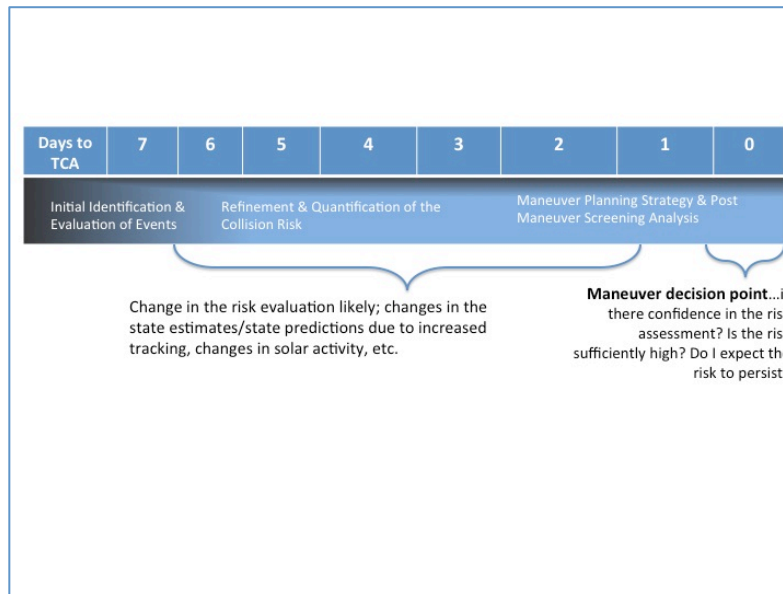 Days to TCA 7 6 5 4 3 2 1 0
Initial Identification &
Evaluation of Events
Refinement & Quantification of the
Collision Risk
Maneuver Planning Strategy & Post
Maneuver Screening Analysis
Change in the risk evaluation likely; changes in the
state estimates/state predictions due to increased
tracking, changes in solar activity, etc.
Maneuver decision point...i
there confidence in the ris
assessment? Is the ris
sufficiently high? Do I expect th
risk to persist